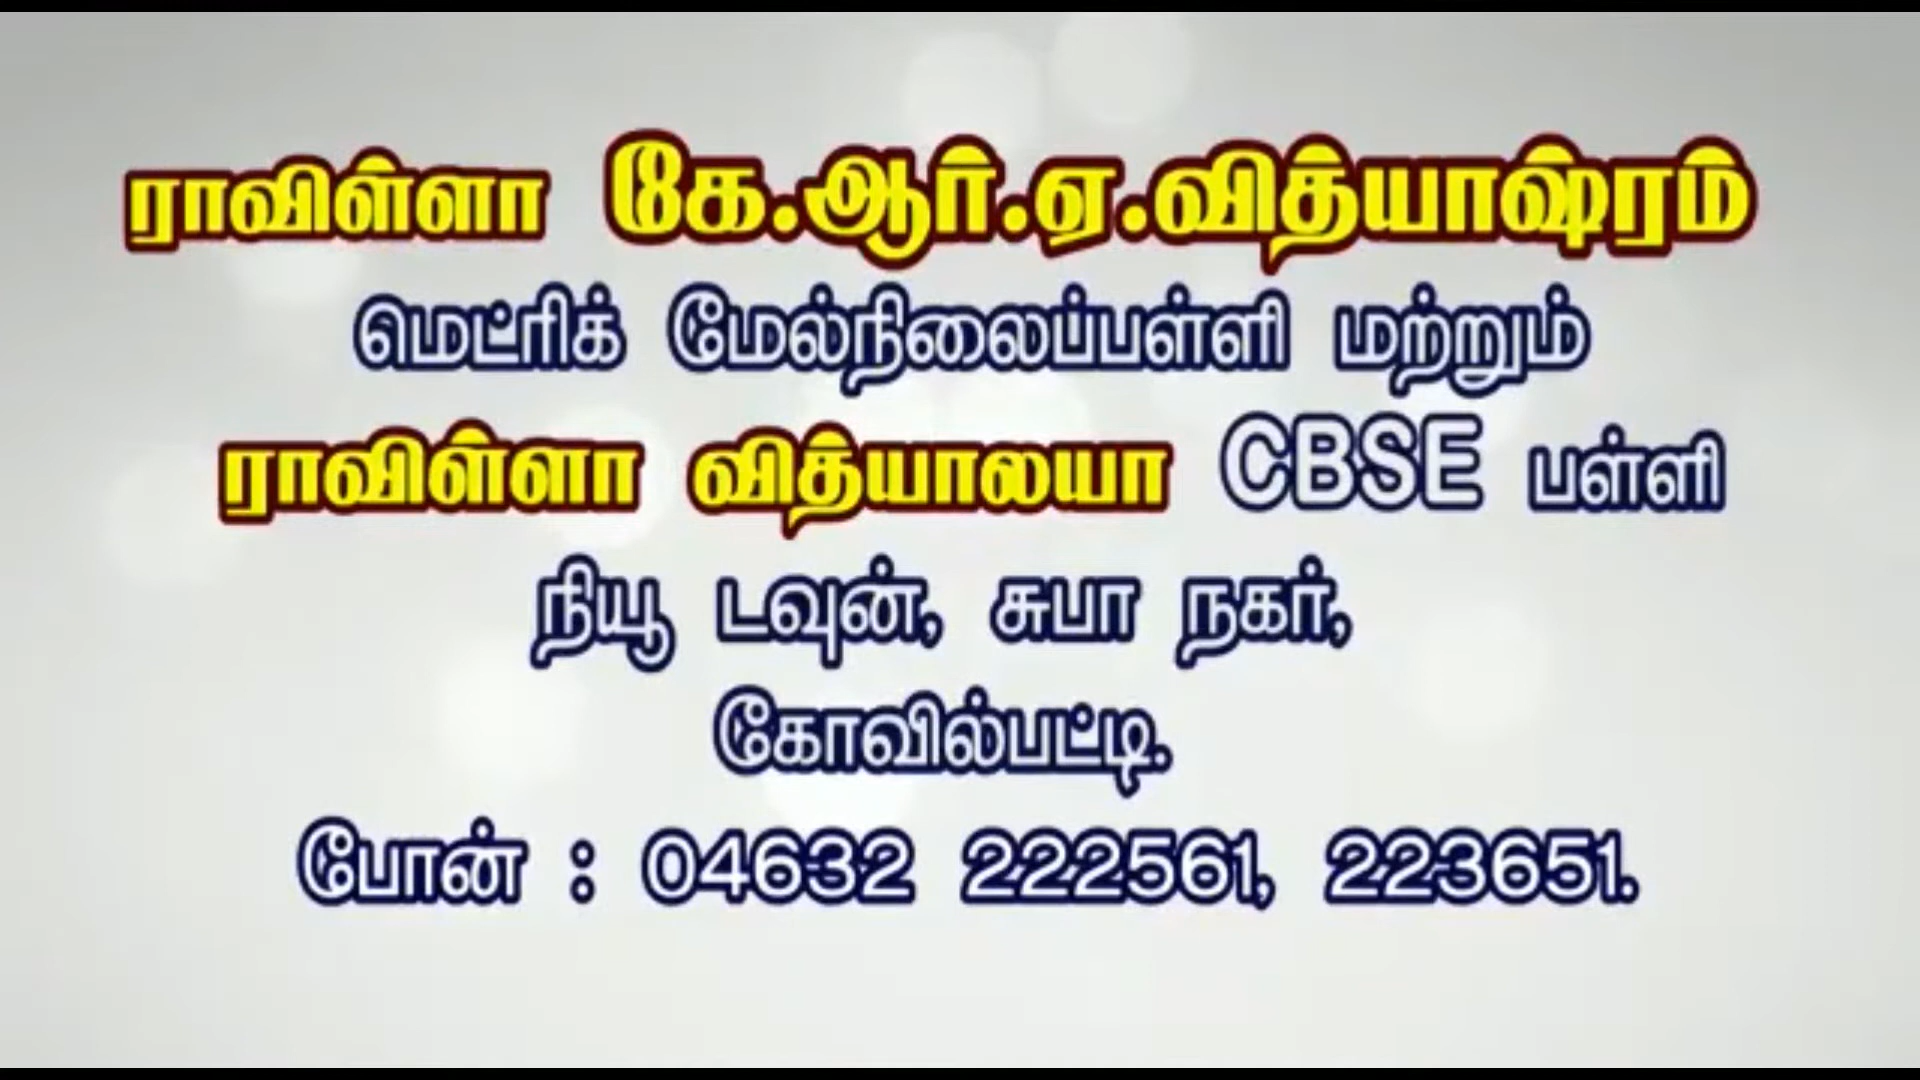 ராவிள்ளா கே.ஆர்.ஏ.வித்யாஷ்ரம்
மெட்ரிக் மேல்நிலைப்பள்ளி மற்றும்
ராவிள்ளா வித்யாலயா CBSE பள்ளி
நியூ டவுன், சுபா நகர்,
கோவில்பட்டி.
போன் : 04632 222561, 223651.